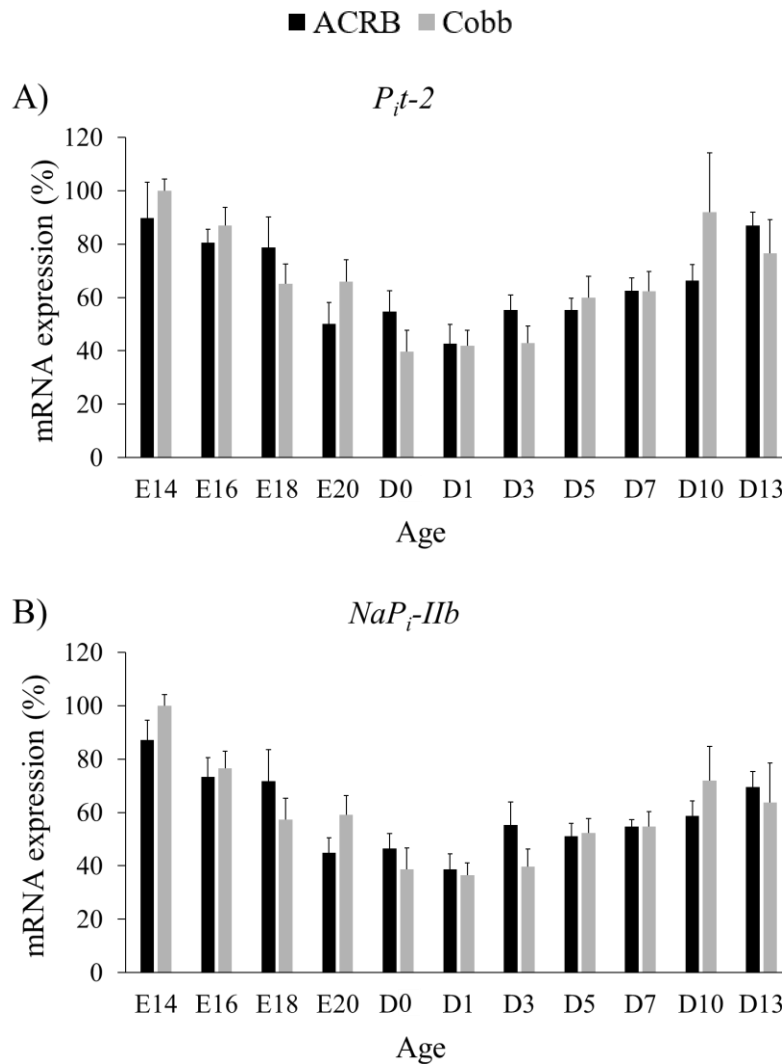 ACRB Cobb
A) Pit-2
120
100
80
60
40
20
0
mRNA expression (%)
E14 E16 E18 E20 D0 D1 D3 D5 D7 D10 D13
Age
B) NaPi-IIb
120
100
80
60
40
20
0
mRNA expression (%)
E14 E16 E18 E20 D0 D1 D3 D5 D7 D10 D13
Age